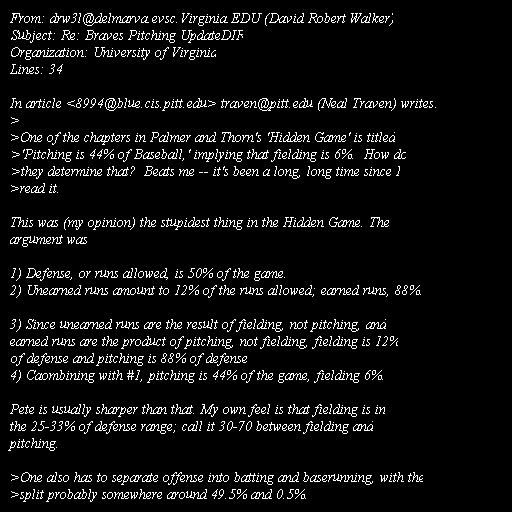 From: drw3l@delmarva.evsc.Virginia.EDU (David Robert Walker)
Subject: Re: Braves Pitching UpdateDIF
Organization: University of Virginia
Lines: 34
In article <8994@blue.cis.pitt.edu> traven@pitt.edu (Neal Traven) writes:
>
>One of the chapters in Palmer and Thorn's 'Hidden Game' is titled
>'Pitching is 44% of Baseball,' implying that fielding is 6%. How do
>they determine that? Beats me -- it's been a long, long time since I
>read it.
This was (my opinion) the stupidest thing in the Hidden Game. The
argument was
1) Defense, or runs allowed, is 50% of the game.
2) Unearned runs amount to 12% of the runs allowed; earned runs, 88%.
3) Since unearned runs are the result of fielding, not pitching, and
earned runs are the product of pitching, not fielding, fielding is 12%
of defense and pitching is 88% of defense
4) Caombining with #1, pitching is 44% of the game, fielding 6%.
Pete is usually sharper than that. My own feel is that fielding is in
the 25-33% of defense range; call it 30-70 between fielding and
pitching.
>One also has to separate offense into batting and baserunning, with the
>split probably somewhere around 49.5% and 0.5%.